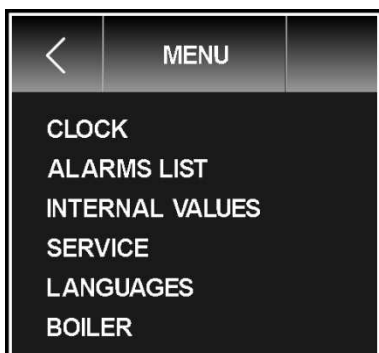 MENU
CLOCK
ALARMS LIST
INTERNAL VALUES
SERVICE
LANGUAGES
BOILER